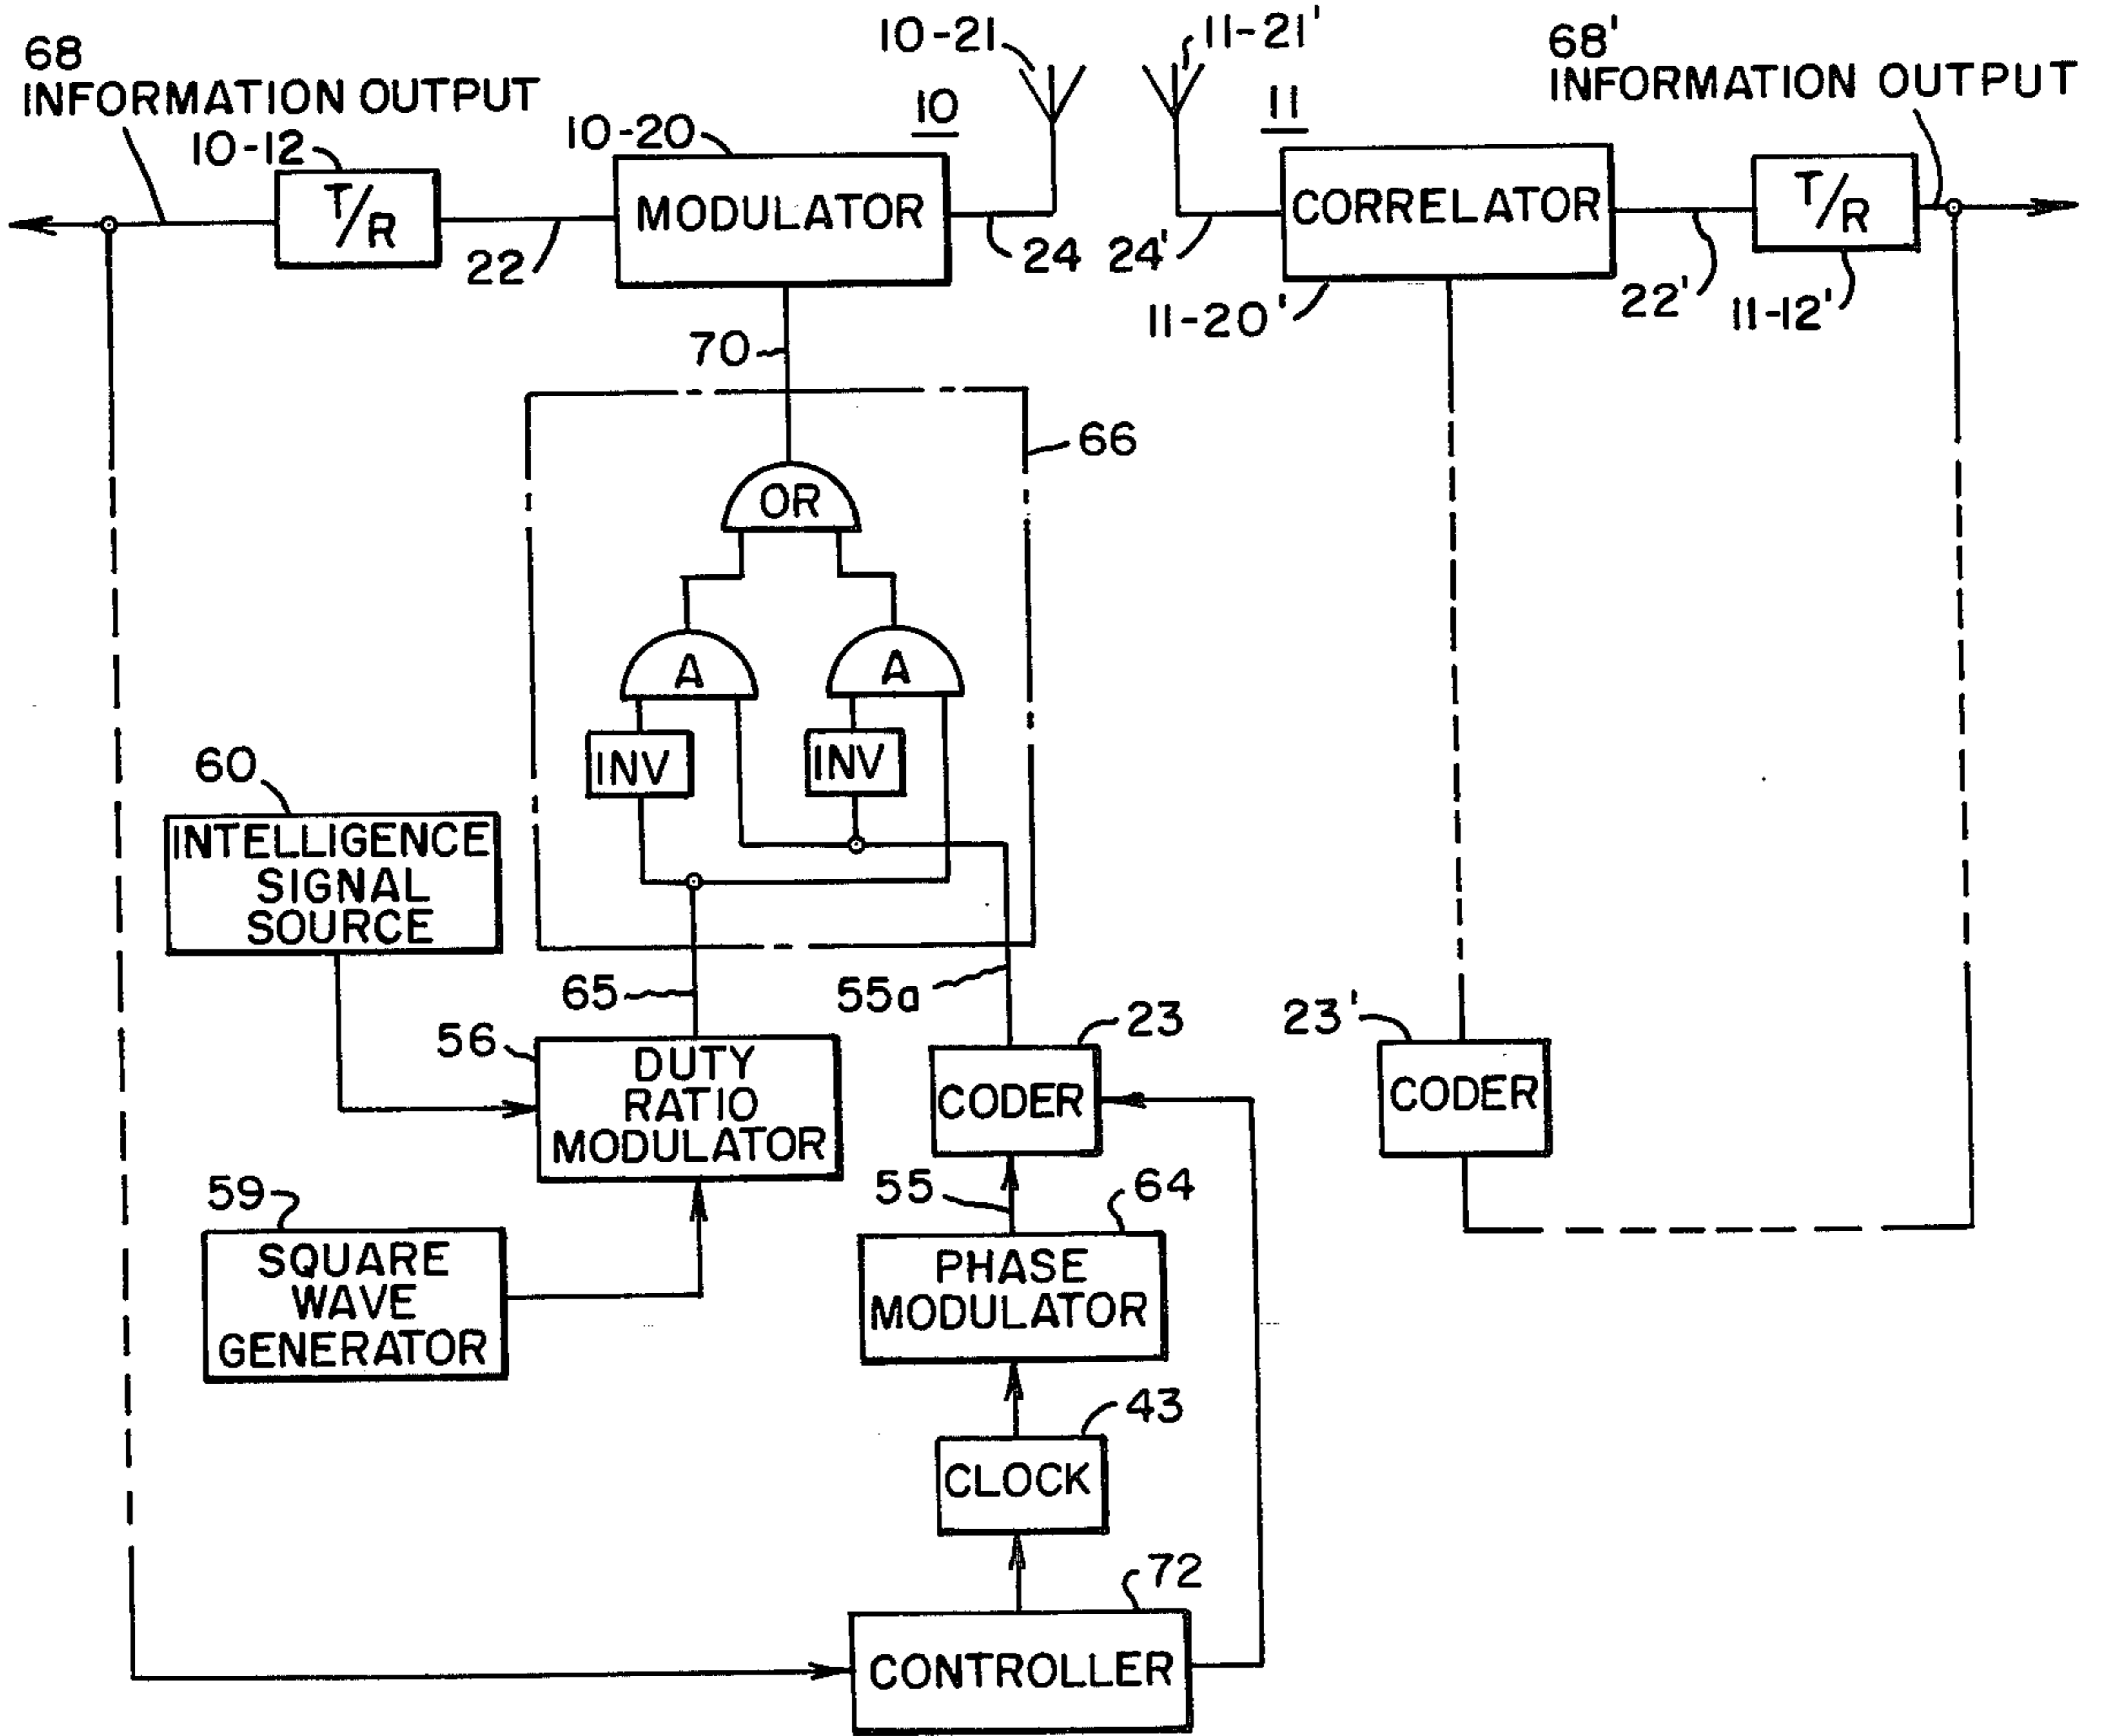 68
INFORMATION OUTPUT
10-12
T/R
22
10-20
MODULATOR
10
10-21
24
11-21'
11
24'
CORRELATOR
11-20'
68'
INFORMATION OUTPUT
T/R
22'
11-12'
70
66
OR
A
A
INV
INV
60
INTELLIGENCE
SIGNAL
SOURCE
65
55a
56
DUTY
RATIO
MODULATOR
23
CODER
23'
CODER
59
SQUARE
WAVE
GENERATOR
55
64
PHASE
MODULATOR
43
CLOCK
72
CONTROLLER